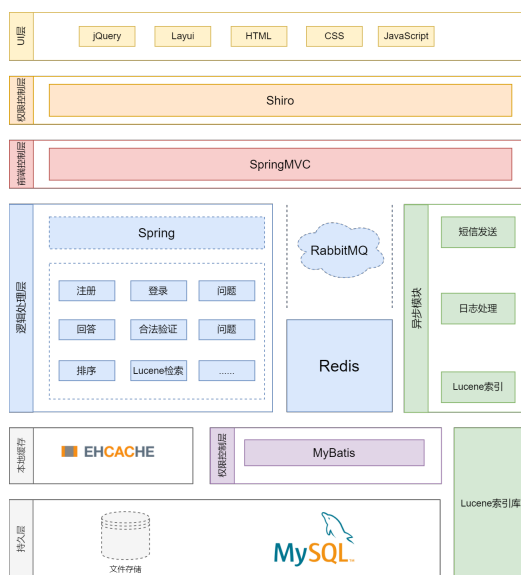 UI层
jQuery
Layui
HTML
CSS
JavaScript
权限控制层
Shiro
前端控制层
SpringMVC
逻辑处理层
Spring
注册
登录
问题
回答
合法验证
问题
排序
Lucene检索
......
RabbitMQ
Redis
异步模块
短信发送
日志处理
Lucene索引
本地缓存
EHCACHE
权限控制层
MyBatis
Lucene索引库
持久层
文件存储
MySQL